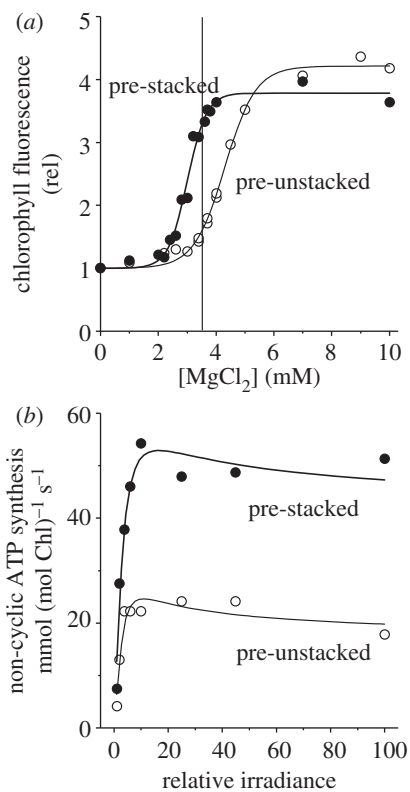 (a)
5
4
3
2
1
0
chlorophyll fluorescence
(rel)
pre-stacked
pre-unstacked
0 2 4 6 8 10
[MgCl₂] (mM)
(b)
60
40
20
0
non-cyclic ATP synthesis
mmol (mol Chl)⁻¹ s⁻¹
pre-stacked
pre-unstacked
0 20 40 60 80 100
relative irradiance